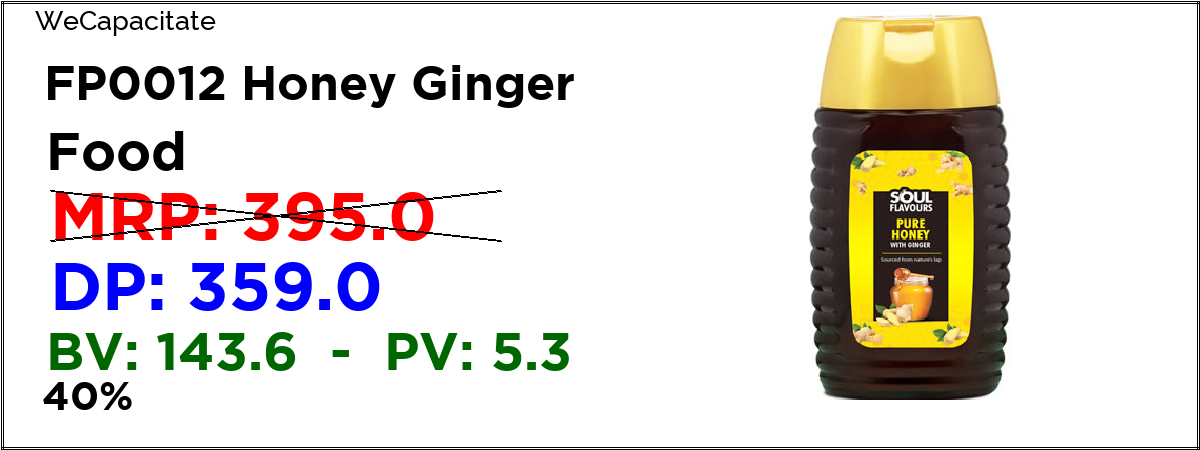 WeCapacitate
FP0012 Honey Ginger
Food
MRP: 395.0
DP: 359.0
BV: 143.6 - PV: 5.3
40%
SOUL
FLAVOURS
PURE
HONEY
WITH GINGER
Sourced from nature's lap